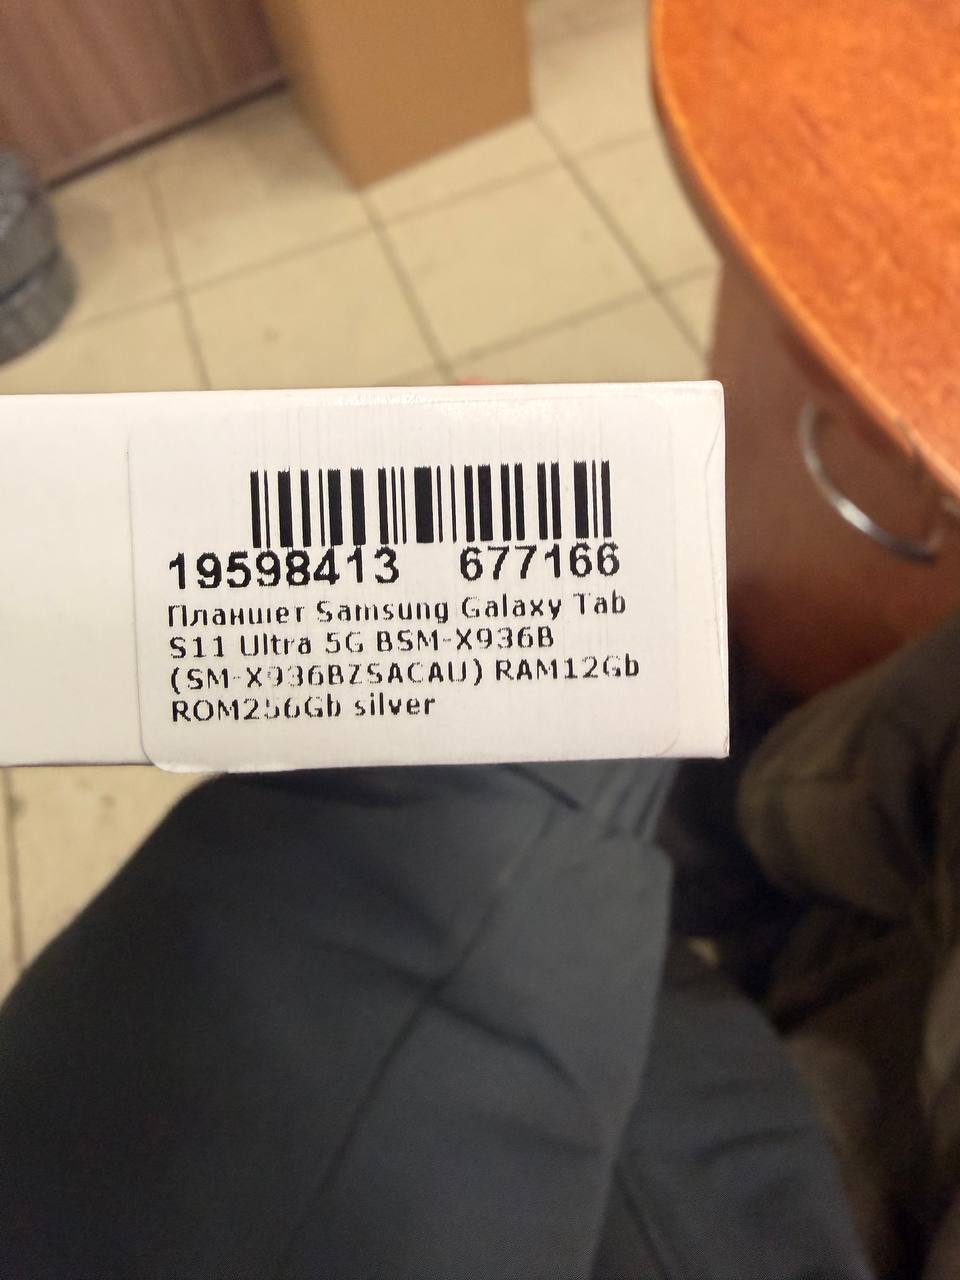 19598413 677166
Планшет Samsung Galaxy Tab
S11 Ultra 5G BSM-X936B
(SM-X936BZSACAU) RAM12Gb
ROM256Gb silver